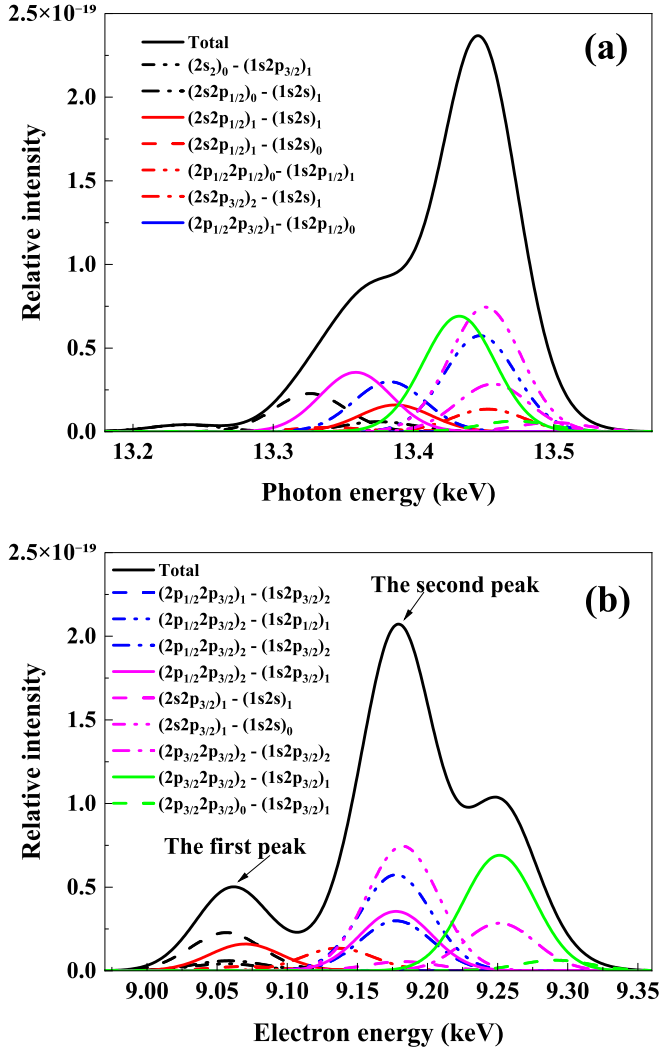 2.5×10⁻¹⁹
(a)
Total
(2s₂)₀ - (1s2p₃/₂)₁
(2s2p₁/₂)₀ - (1s2s)₁
(2s2p₁/₂)₁ - (1s2s)₁
(2s2p₁/₂)₁ - (1s2s)₀
(2p₁/₂2p₁/₂)₀- (1s2p₁/₂)₁
(2s2p₃/₂)₂ - (1s2s)₁
(2p₁/₂2p₃/₂)₁- (1s2p₁/₂)₀
2.0
1.5
1.0
0.5
0.0
Relative intensity
13.2 13.3 13.4 13.5
Photon energy (keV)
2.5×10⁻¹⁹
(b)
Total
(2p₁/₂2p₃/₂)₁ - (1s2p₃/₂)₂
(2p₁/₂2p₃/₂)₂ - (1s2p₁/₂)₁
(2p₁/₂2p₃/₂)₂ - (1s2p₃/₂)₂
(2p₁/₂2p₃/₂)₂ - (1s2p₃/₂)₁
(2s2p₃/₂)₁ - (1s2s)₁
(2s2p₃/₂)₁ - (1s2s)₀
(2p₃/₂2p₃/₂)₂ - (1s2p₃/₂)₂
(2p₃/₂2p₃/₂)₂ - (1s2p₃/₂)₁
(2p₃/₂2p₃/₂)₀ - (1s2p₃/₂)₁
The second peak
The first peak
2.0
1.5
1.0
0.5
0.0
Relative intensity
9.00 9.05 9.10 9.15 9.20 9.25 9.30 9.35
Electron energy (keV)